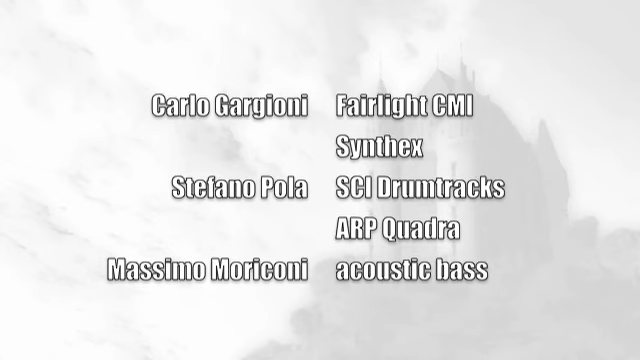 Carlo Gargioni Fairlight CMI
Synthex
Stefano Pola SCI Drumtracks
ARP Quadra
Massimo Moriconi acoustic bass